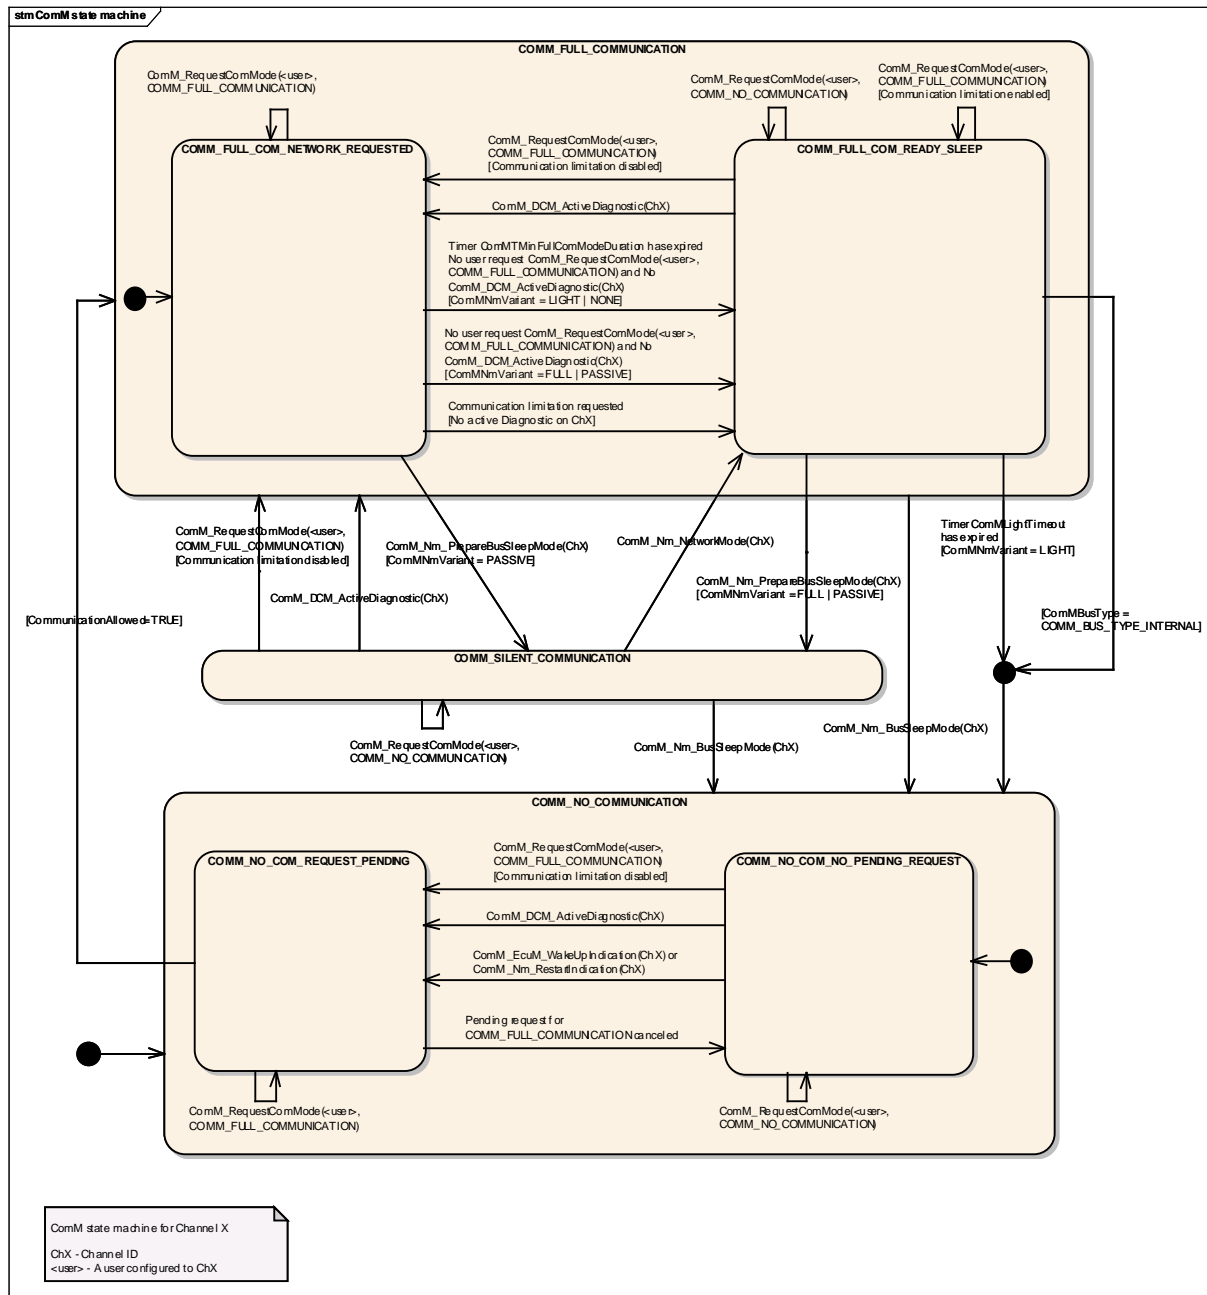 stm ComM state machine
COMM_FULL_COMMUNICATION
ComM_RequestComMode(<user>,
COMM_FULL_COMMUNICATION)
ComM_RequestComMode(<user>,
COMM_NO_COMMUNICATION)
ComM_RequestComMode(<user>,
COMM_FULL_COMMUNICATION)
[Communication limitation enabled]
COMM_FULL_COM_NETWORK_REQUESTED
COMM_FULL_COM_READY_SLEEP
ComM_RequestComMode(<user>,
COMM_FULL_COMMUNICATION)
[Communication limitation disabled]
ComM_DCM_ActiveDiagnostic(ChX)
Timer ComMTMinFullComModeDuration has expired
No user request ComM_RequestComMode(<user>,
COMM_FULL_COMMUNICATION) and No
ComM_DCM_ActiveDiagnostic(ChX)
[ComMNmVariant = LIGHT | NONE]
No user request ComM_RequestComMode(<user>,
COMM_FULL_COMMUNICATION) and No
ComM_DCM_ActiveDiagnostic(ChX)
[ComMNmVariant = FULL | PASSIVE]
Communication limitation requested
[No active Diagnostic on ChX]
ComM_RequestComMode(<user>,
COMM_FULL_COMMUNICATION)
[Communication limitation disabled]
ComM_DCM_ActiveDiagnostic(ChX)
ComM_Nm_PrepareBusSleepMode(ChX)
[ComMNmVariant = PASSIVE]
ComM_Nm_NetworkMode(ChX)
ComM_Nm_PrepareBusSleepMode(ChX)
[ComMNmVariant = FULL | PASSIVE]
Timer ComMLightTimeout
has expired
[ComMNmVariant = LIGHT]
[CommunicationAllowed=TRUE]
[ComMBusType =
COMM_BUS_TYPE_INTERNAL]
COMM_SILENT_COMMUNICATION
ComM_RequestComMode(<user>,
COMM_NO_COMMUNICATION)
ComM_Nm_BusSleepMode(ChX)
ComM_Nm_BusSleepMode(ChX)
COMM_NO_COMMUNICATION
COMM_NO_COM_REQUEST_PENDING
COMM_NO_COM_NO_PENDING_REQUEST
ComM_RequestComMode(<user>,
COMM_FULL_COMMUNICATION)
[Communication limitation disabled]
ComM_DCM_ActiveDiagnostic(ChX)
ComM_EcuM_WakeUpIndication(ChX) or
ComM_Nm_RestartIndication(ChX)
Pending request for
COMM_FULL_COMMUNICATION canceled
ComM_RequestComMode(<user>,
COMM_FULL_COMMUNICATION)
ComM_RequestComMode(<user>,
COMM_NO_COMMUNICATION)
ComM state machine for Channel X
ChX - Channel ID
<user> - A user configured to ChX